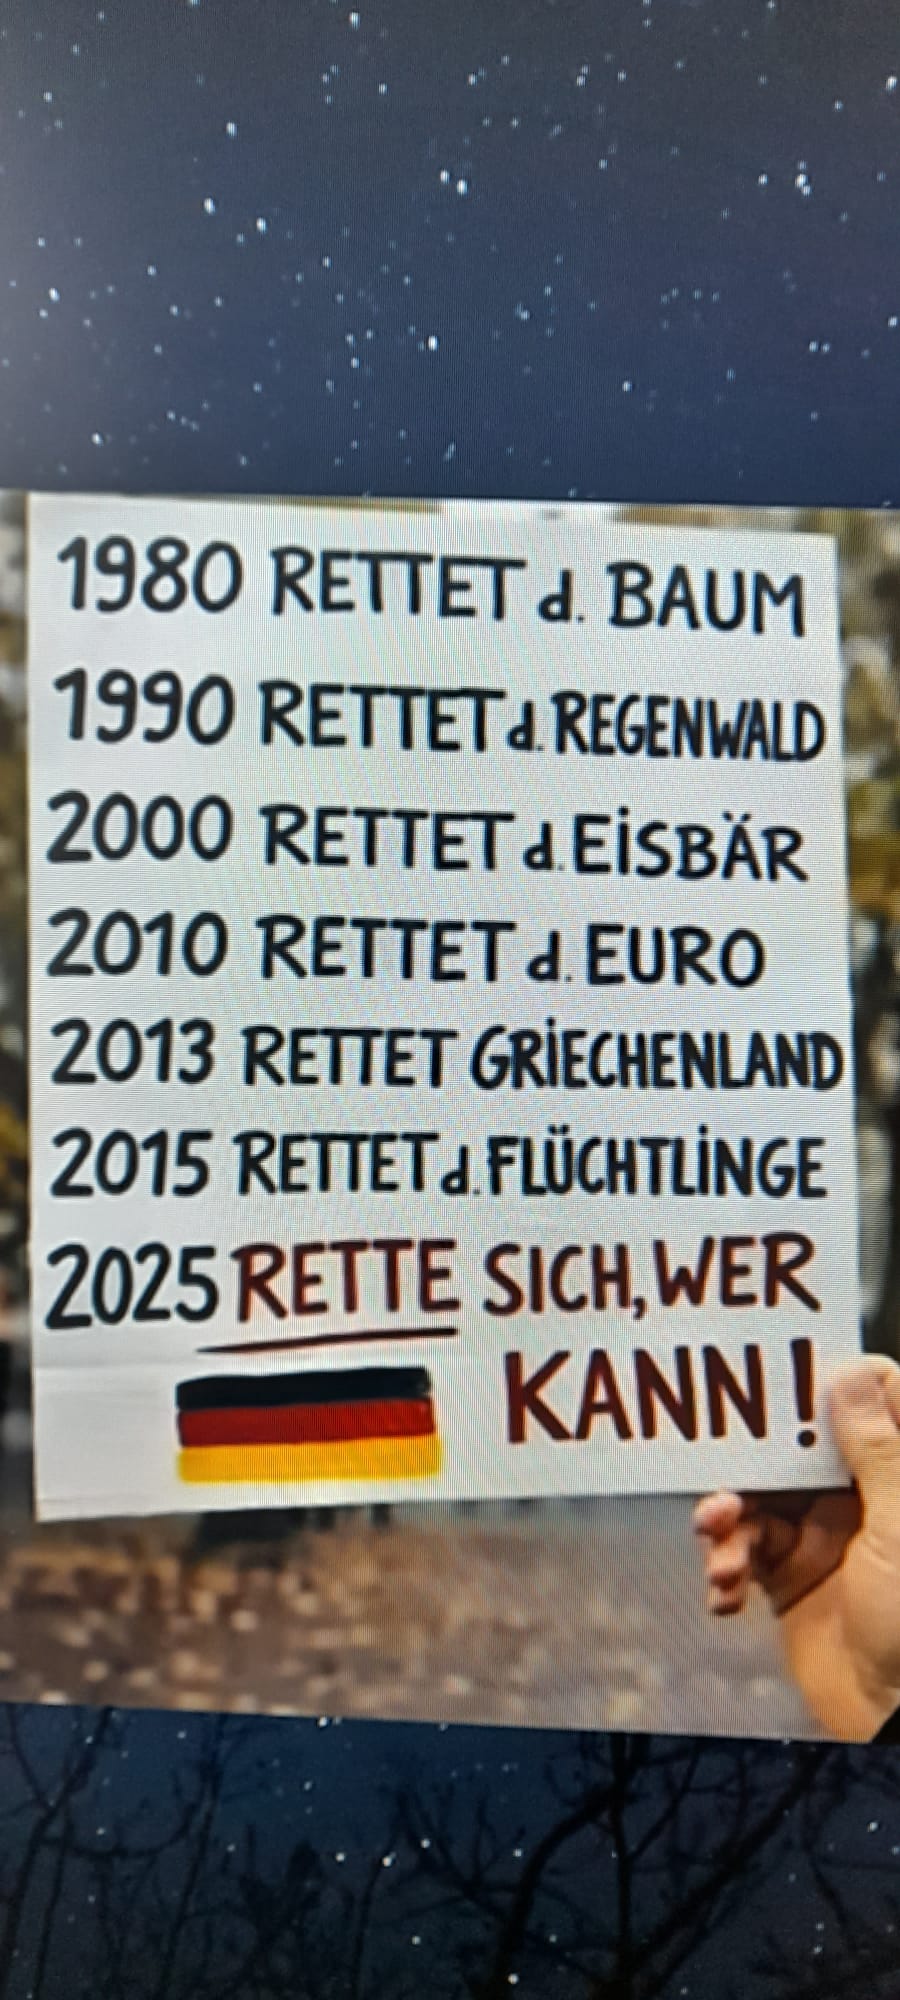 1980 RETTET d. BAUM
1990 RETTET d. REGENWALD
2000 RETTET d. EISBÄR
2010 RETTET d. EURO
2013 RETTET GRIECHENLAND
2015 RETTET d. FLÜCHTLINGE
2025 RETTE SICH, WER
KANN!